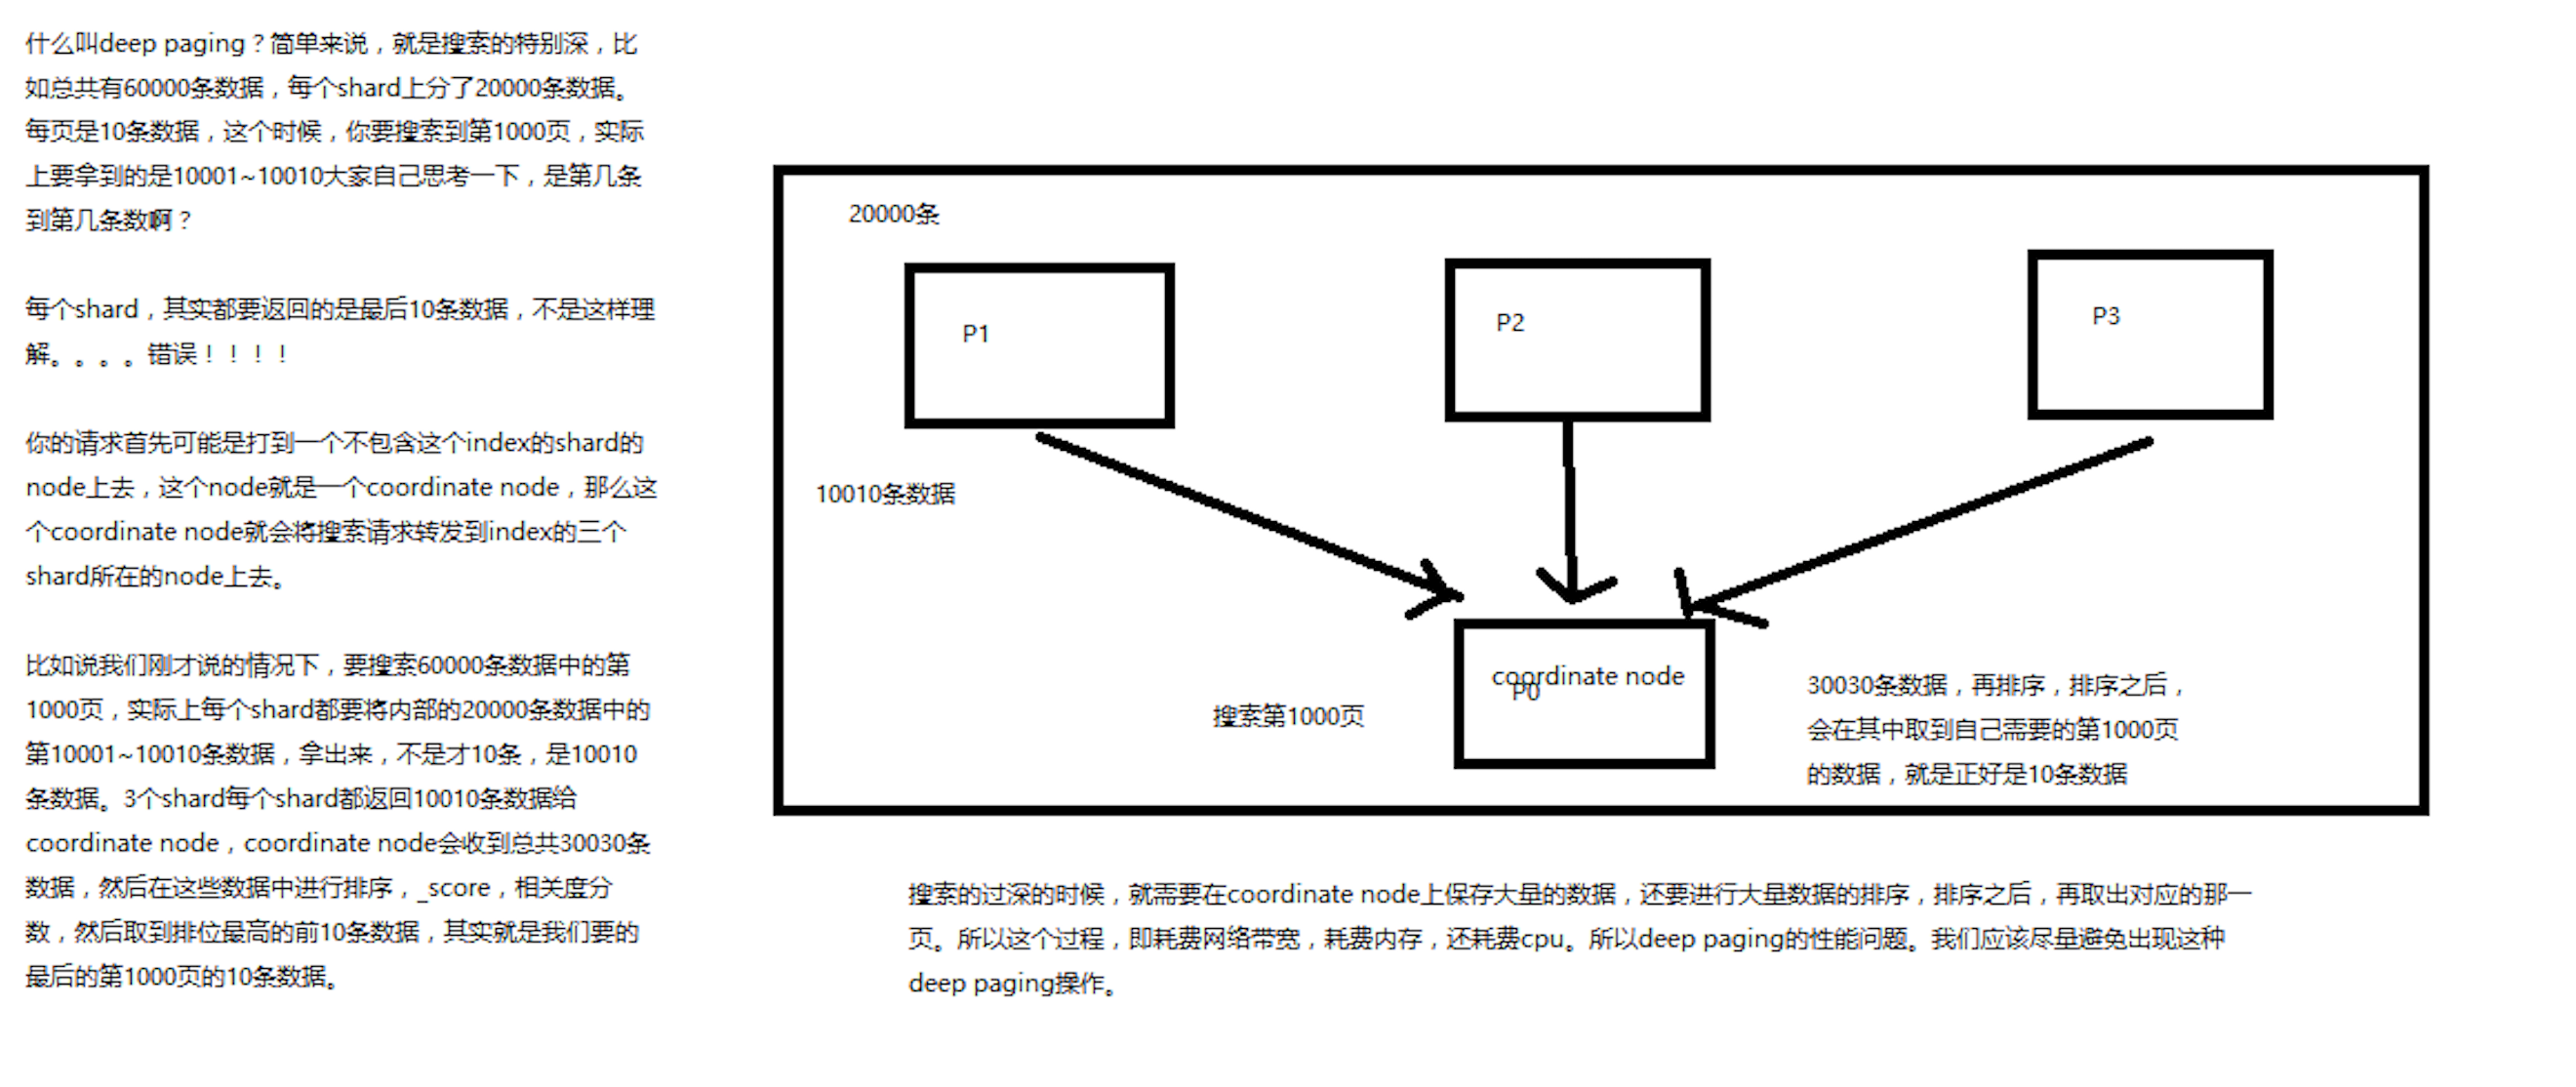 什么叫deep paging？简单来说，就是搜索的特别深，比
如总共有60000条数据，每个shard上分了20000条数据。
每页是10条数据，这个时候，你要搜索到第1000页，实际
上要拿到的是10001~10010大家自己思考一下，是第几条
到第几条数啊？
每个shard，其实都要返回的是最后10条数据，不是这样理
解。。。。错误！！！！
你的请求首先可能是打到一个不包含这个index的shard的
node上去，这个node就是一个coordinate node，那么这
个coordinate node就会将搜索请求转发到index的三个
shard所在的node上去。
比如说我们刚才说的情况下，要搜索60000条数据中的第
1000页，实际上每个shard都要将内部的20000条数据中的
第10001~10010条数据，拿出来，不是才10条，是10010
条数据。3个shard每个shard都返回10010条数据给
coordinate node，coordinate node会收到总共30030条
数据，然后在这些数据中进行排序，_score，相关度分
数，然后取到排位最高的前10条数据，其实就是我们要的
最后的第1000页的10条数据。
20000条
P1
P2
P3
10010条数据
coordinate node
P0
搜索第1000页
30030条数据，再排序，排序之后，
会在其中取到自己需要的第1000页
的数据，就是正好是10条数据
搜索的过深的时候，就需要在coordinate node上保存大量的数据，还要进行大量数据的排序，排序之后，再取出对应的那一
页。所以这个过程，即耗费网络带宽，耗费内存，还耗费cpu。所以deep paging的性能问题。我们应该尽量避免出现这种
deep paging操作。